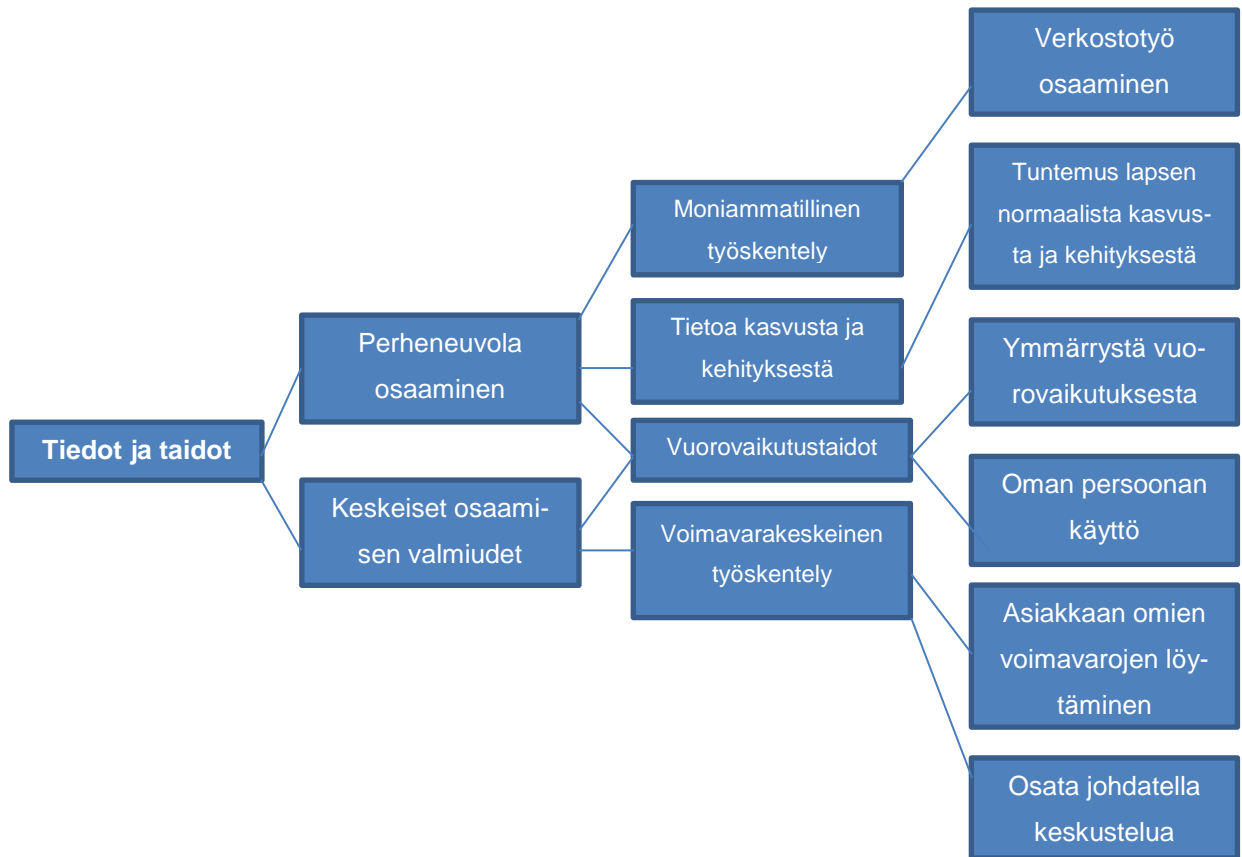 Tiedot ja taidot
Perheneuvola
osaaminen
Keskeiset osaami-
sen valmiudet
Moniammatillinen
työskentely
Tietoa kasvusta ja
kehityksestä
Vuorovaikutustaidot
Voimavarakeskeinen
työskentely
Verkostotyö
osaaminen
Tuntemus lapsen
normaalista kasvus-
ta ja kehityksestä
Ymmärrystä vuo-
rovaikutuksesta
Oman persoonan
käyttö
Asiakkaan omien
voimavarojen löy-
täminen
Osata johdatella
keskustelua